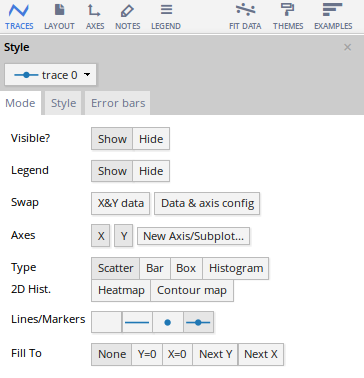 TRACES LAYOUT AXES NOTES LEGEND FIT DATA THEMES EXAMPLES
Style ×
trace 0
Mode Style Error bars
Visible? Show Hide
Legend Show Hide
Swap X&Y data Data & axis config
Axes X Y New Axis/Subplot...
Type Scatter Bar Box Histogram
2D Hist. Heatmap Contour map
Lines/Markers
Fill To None Y=0 X=0 Next Y Next X